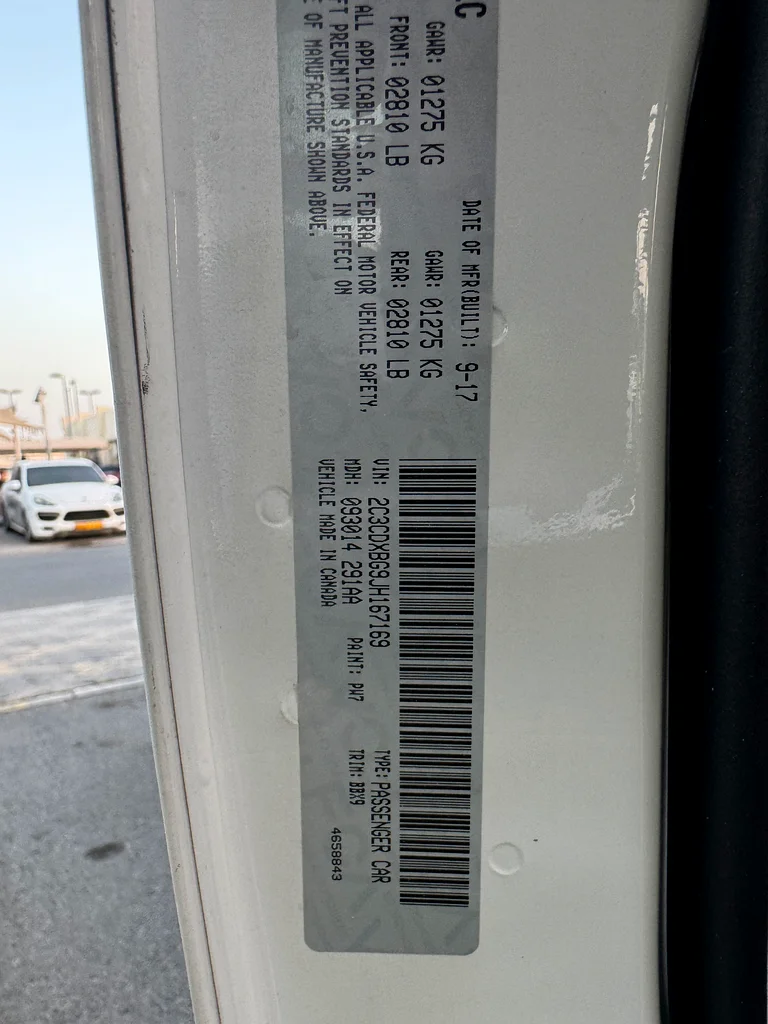 LC
DATE OF MFR(BUILT): 9-17
GAWR: 01275 KG GAWR: 01275 KG
FRONT: 02810 LB REAR: 02810 LB
ALL APPLICABLE U.S.A. FEDERAL MOTOR VEHICLE SAFETY,
FT PREVENTION STANDARDS IN EFFECT ON
E OF MANUFACTURE SHOWN ABOVE.
VIN: 2C3CDXBG9JH167169 TYPE: PASSENGER CAR
MDH: 093014 291AA PAINT: PW7 TRIM: BBX9
VEHICLE MADE IN CANADA 4658843